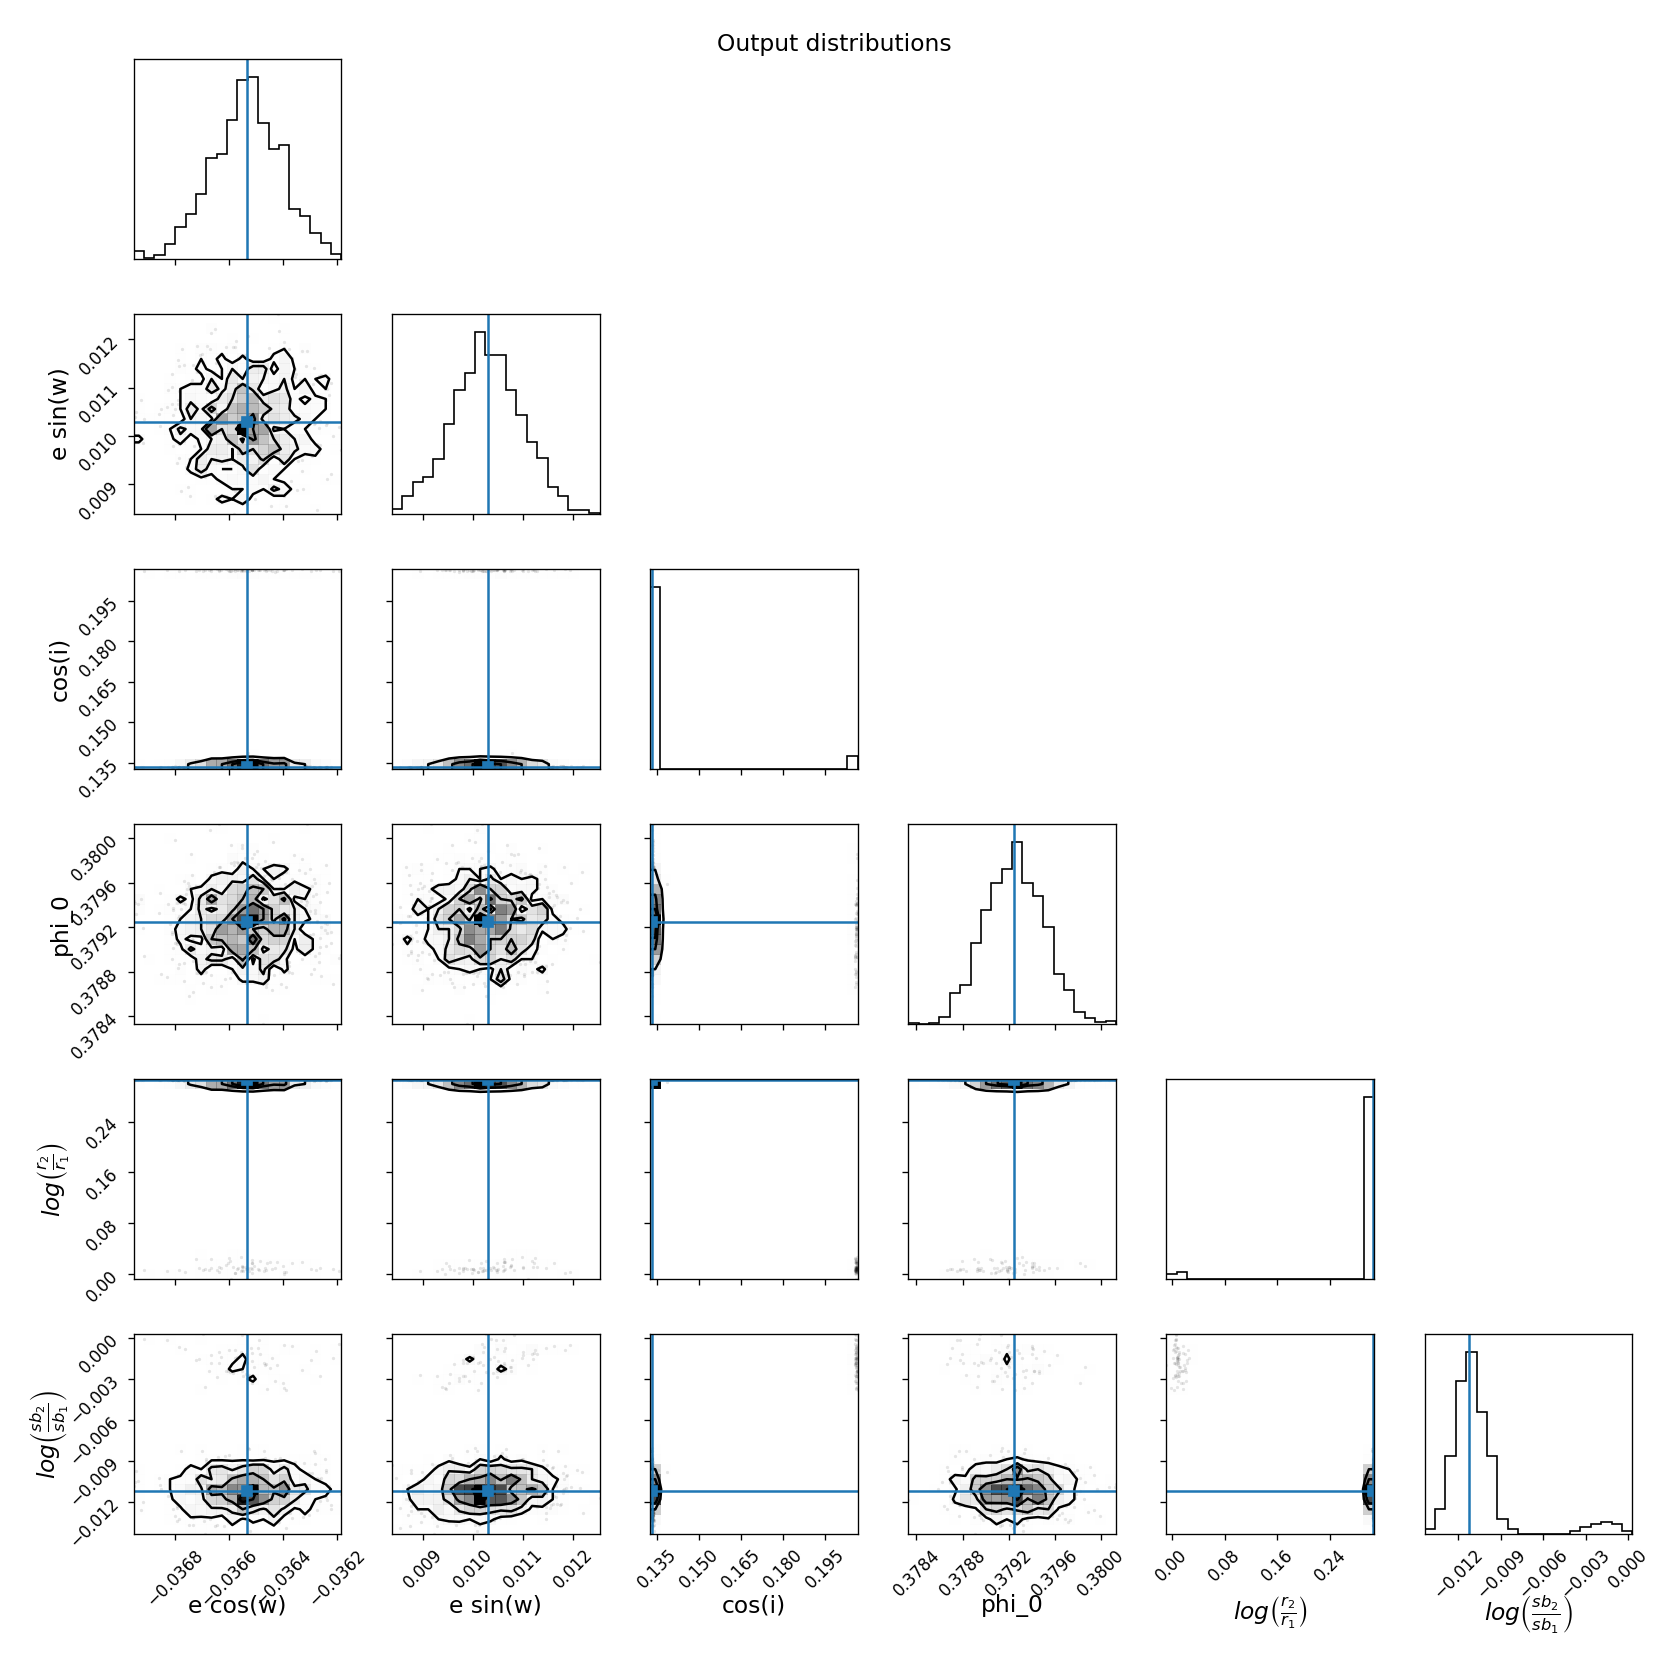 Output distributions
e sin(w)
0.012
0.011
0.010
0.009
cos(i)
0.195
0.180
0.165
0.150
0.135
phi_0
0.3800
0.3796
0.3792
0.3788
0.3784
log(r₂/r₁)
0.24
0.16
0.08
0.00
log(sb₂/sb₁)
0.000
−0.003
−0.006
−0.009
−0.012
−0.0368 −0.0366 −0.0364 −0.0362
0.009 0.010 0.011 0.012
0.135 0.150 0.165 0.180 0.195
0.3784 0.3788 0.3792 0.3796 0.3800
0.00 0.08 0.16 0.24
−0.012 −0.009 −0.006 −0.003 0.000
e cos(w)
e sin(w)
cos(i)
phi_0
log(r₂/r₁)
log(sb₂/sb₁)